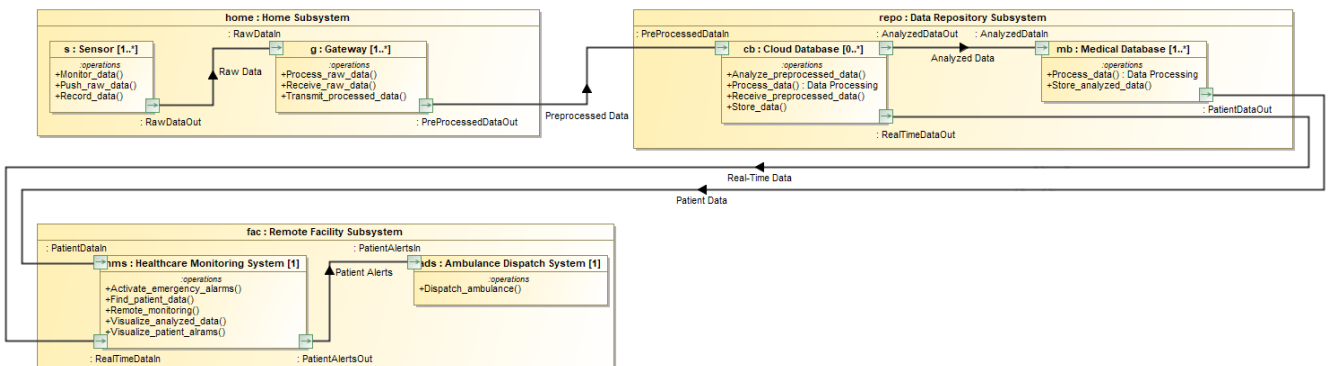 home : Home Subsystem
: RawDataIn
s : Sensor [1..*]
:operations
+Monitor_data()
+Push_raw_data()
+Record_data()
Raw Data
: RawDataOut
g : Gateway [1..*]
:operations
+Process_raw_data()
+Receive_raw_data()
+Transmit_processed_data()
: PreProcessedDataOut
Preprocessed Data
repo : Data Repository Subsystem
: PreProcessedDataIn
: AnalyzedDataOut
: AnalyzedDataIn
cb : Cloud Database [0..*]
:operations
+Analyze_preprocessed_data()
+Process_data() : Data Processing
+Receive_preprocessed_data()
+Store_data()
Analyzed Data
mb : Medical Database [1..*]
:operations
+Process_data() : Data Processing
+Store_analyzed_data()
: PatientDataOut
: RealTimeDataOut
Real-Time Data
Patient Data
fac : Remote Facility Subsystem
: PatientDataIn
: PatientAlertsIn
hms : Healthcare Monitoring System [1]
:operations
+Activate_emergency_alarms()
+Find_patient_data()
+Remote_monitoring()
+Visualize_analyzed_data()
+Visualize_patient_alrams()
Patient Alerts
ads : Ambulance Dispatch System [1]
:operations
+Dispatch_ambulance()
: RealTimeDataIn
: PatientAlertsOut